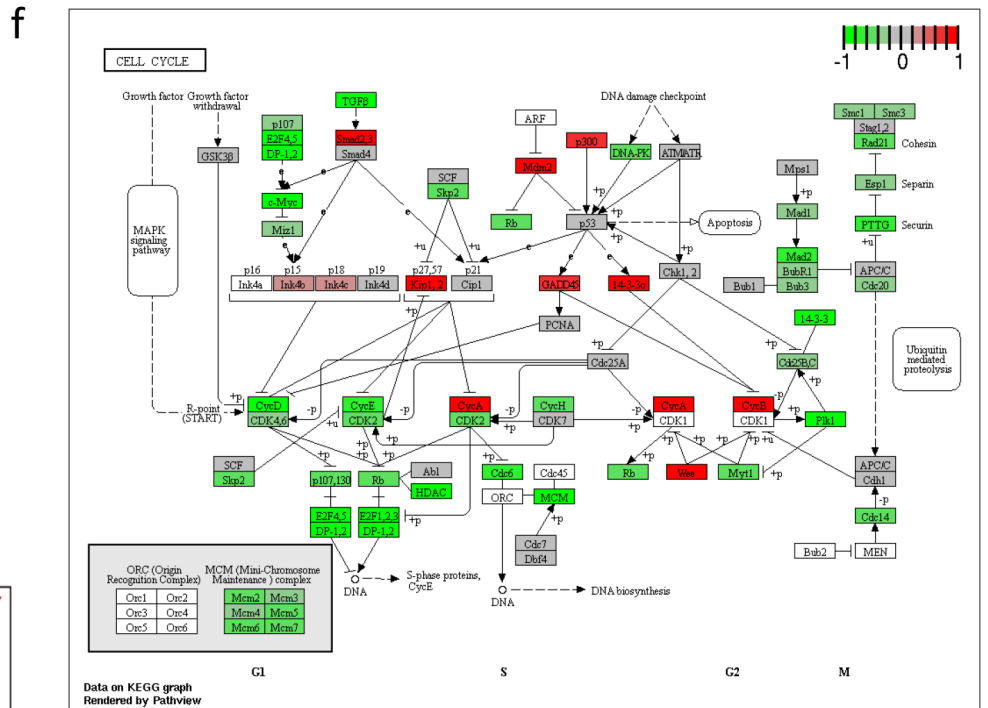 f
CELL CYCLE
-1 0 1
Growth factor
Growth factor
withdrawal
TGFβ
DNA damage checkpoint
Smc1 Smc3
Stag1,2
Rad21
Cohesin
p107
E2F4,5
DP-1,2
Smad2,3
Smad4
ARF
p300
DNA-PK
ATM/ATR
GSK3β
Mdm2
Mps1
SCF
Skp2
Esp1
Separin
e
e
+p
+p
+p
+p
c-Myc
Mad1
Rb
p53
Apoptosis
PTTG
Securin
MAPK
signaling
pathway
Miz1
e
e
e
+u
+u
+p
+p
+u
e
e
e
Mad2
BubR1
Bub3
Bub1
APC/C
Cdc20
p16
Ink4a
p15
Ink4b
p18
Ink4c
p19
Ink4d
p27,57
Kip1, 2
p21
Cip1
GADD45
14-3-3σ
Chk1, 2
PCNA
14-3-3
+p
+p
+p
+p
Cdc25A
Cdc25B,C
Ubiquitin
mediated
proteolysis
R-point
(START)
+p
CycD
CDK4,6
-p
+u
CycE
CDK2
-p
CycA
CDK2
-p
+p
CycH
CDK7
-p
+p
CycA
CDK1
CycB
CDK1
-p
+p
+u
+p
Plk1
+p
+p
+p
+p
+p
+p
+p
+p
+p
SCF
Skp2
p107,130
Rb
Abl
HDAC
Cdc6
Cdc45
ORC
MCM
Rb
Wee
Myt1
APC/C
Cdh1
-p
E2F4,5
DP-1,2
E2F1,2,3
DP-1,2
+p
+p
Cdc14
Cdc7
Dbf4
Bub2
MEN
DNA
S-phase proteins,
CycE
DNA
DNA biosynthesis
ORC (Origin
Recognition Complex)
MCM (Mini-Chromosome
Maintenance ) complex
Orc1 Orc2
Orc3 Orc4
Orc5 Orc6
Mcm2 Mcm3
Mcm4 Mcm5
Mcm6 Mcm7
G1 S G2 M
Data on KEGG graph
Rendered by Pathview